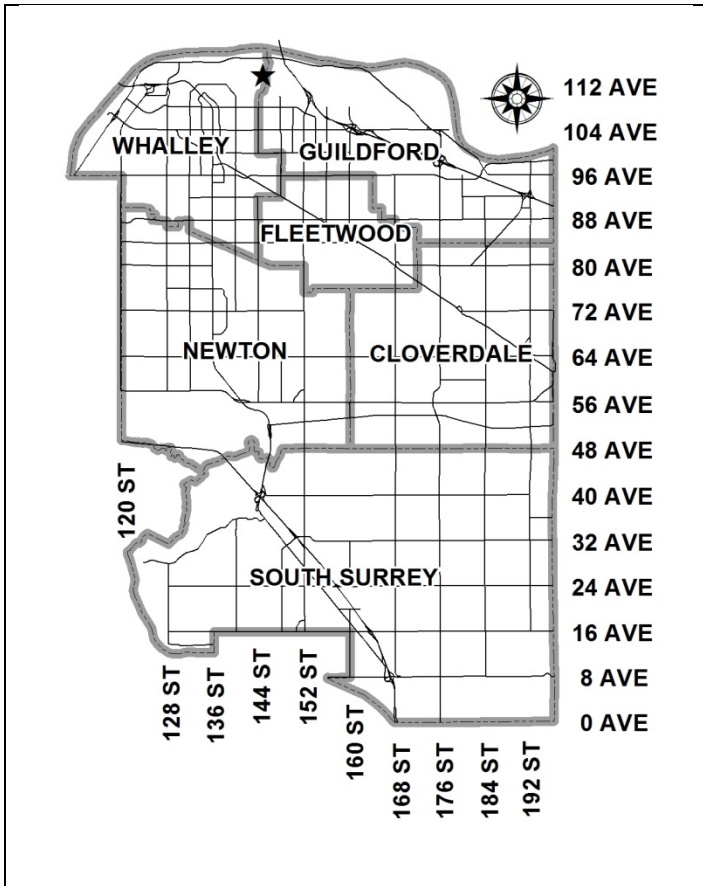 112 AVE
104 AVE
WHALLEY
GUILDFORD
96 AVE
88 AVE
FLEETWOOD
80 AVE
72 AVE
NEWTON
CLOVERDALE
64 AVE
56 AVE
48 AVE
120 ST
40 AVE
32 AVE
SOUTH SURREY
24 AVE
16 AVE
128 ST
136 ST
144 ST
152 ST
160 ST
8 AVE
0 AVE
168 ST
176 ST
184 ST
192 ST